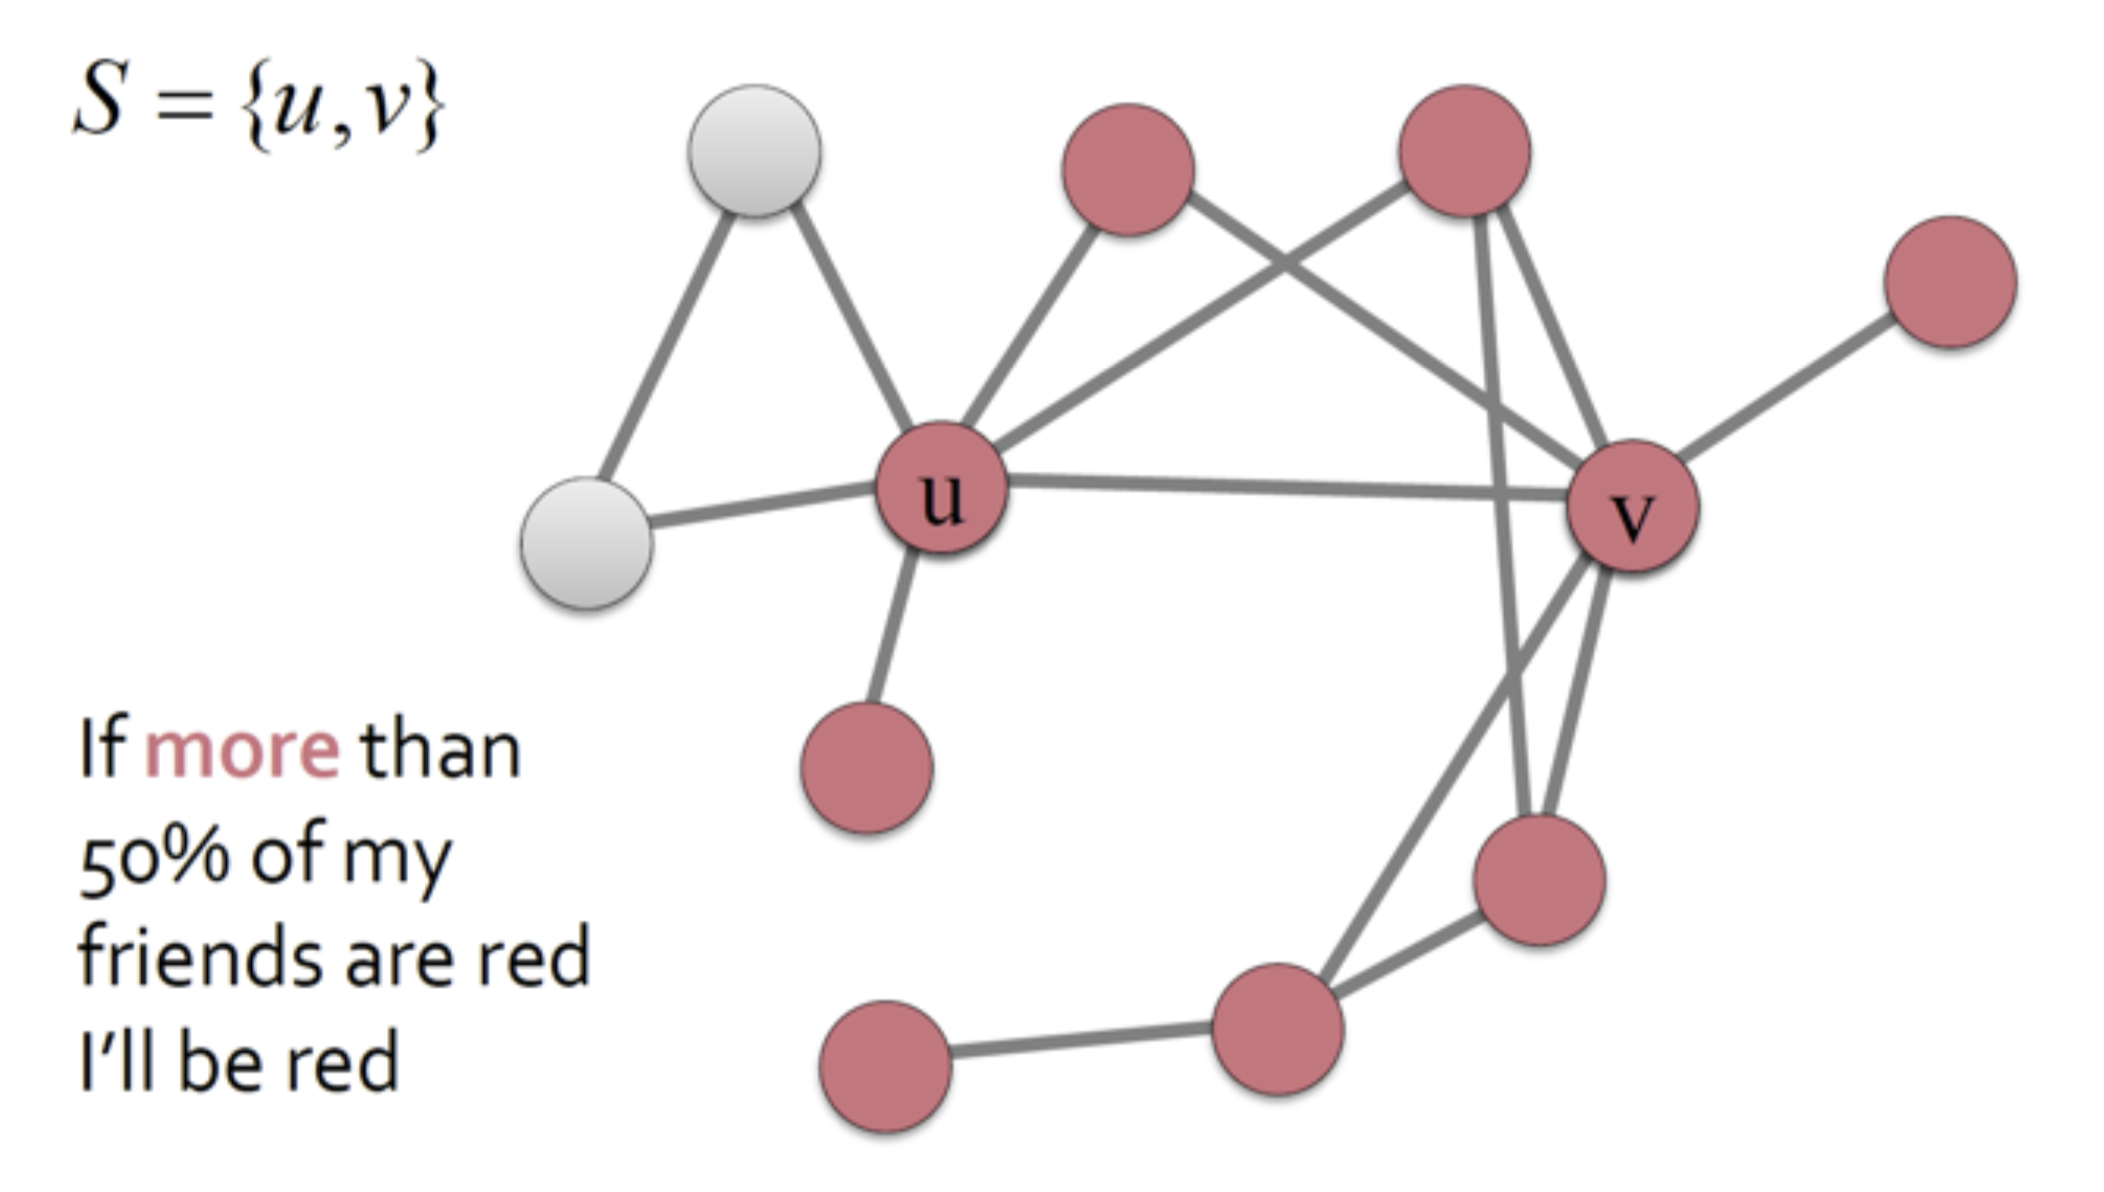 S = {u, v}
u
v
If more than
50% of my
friends are red
I'll be red